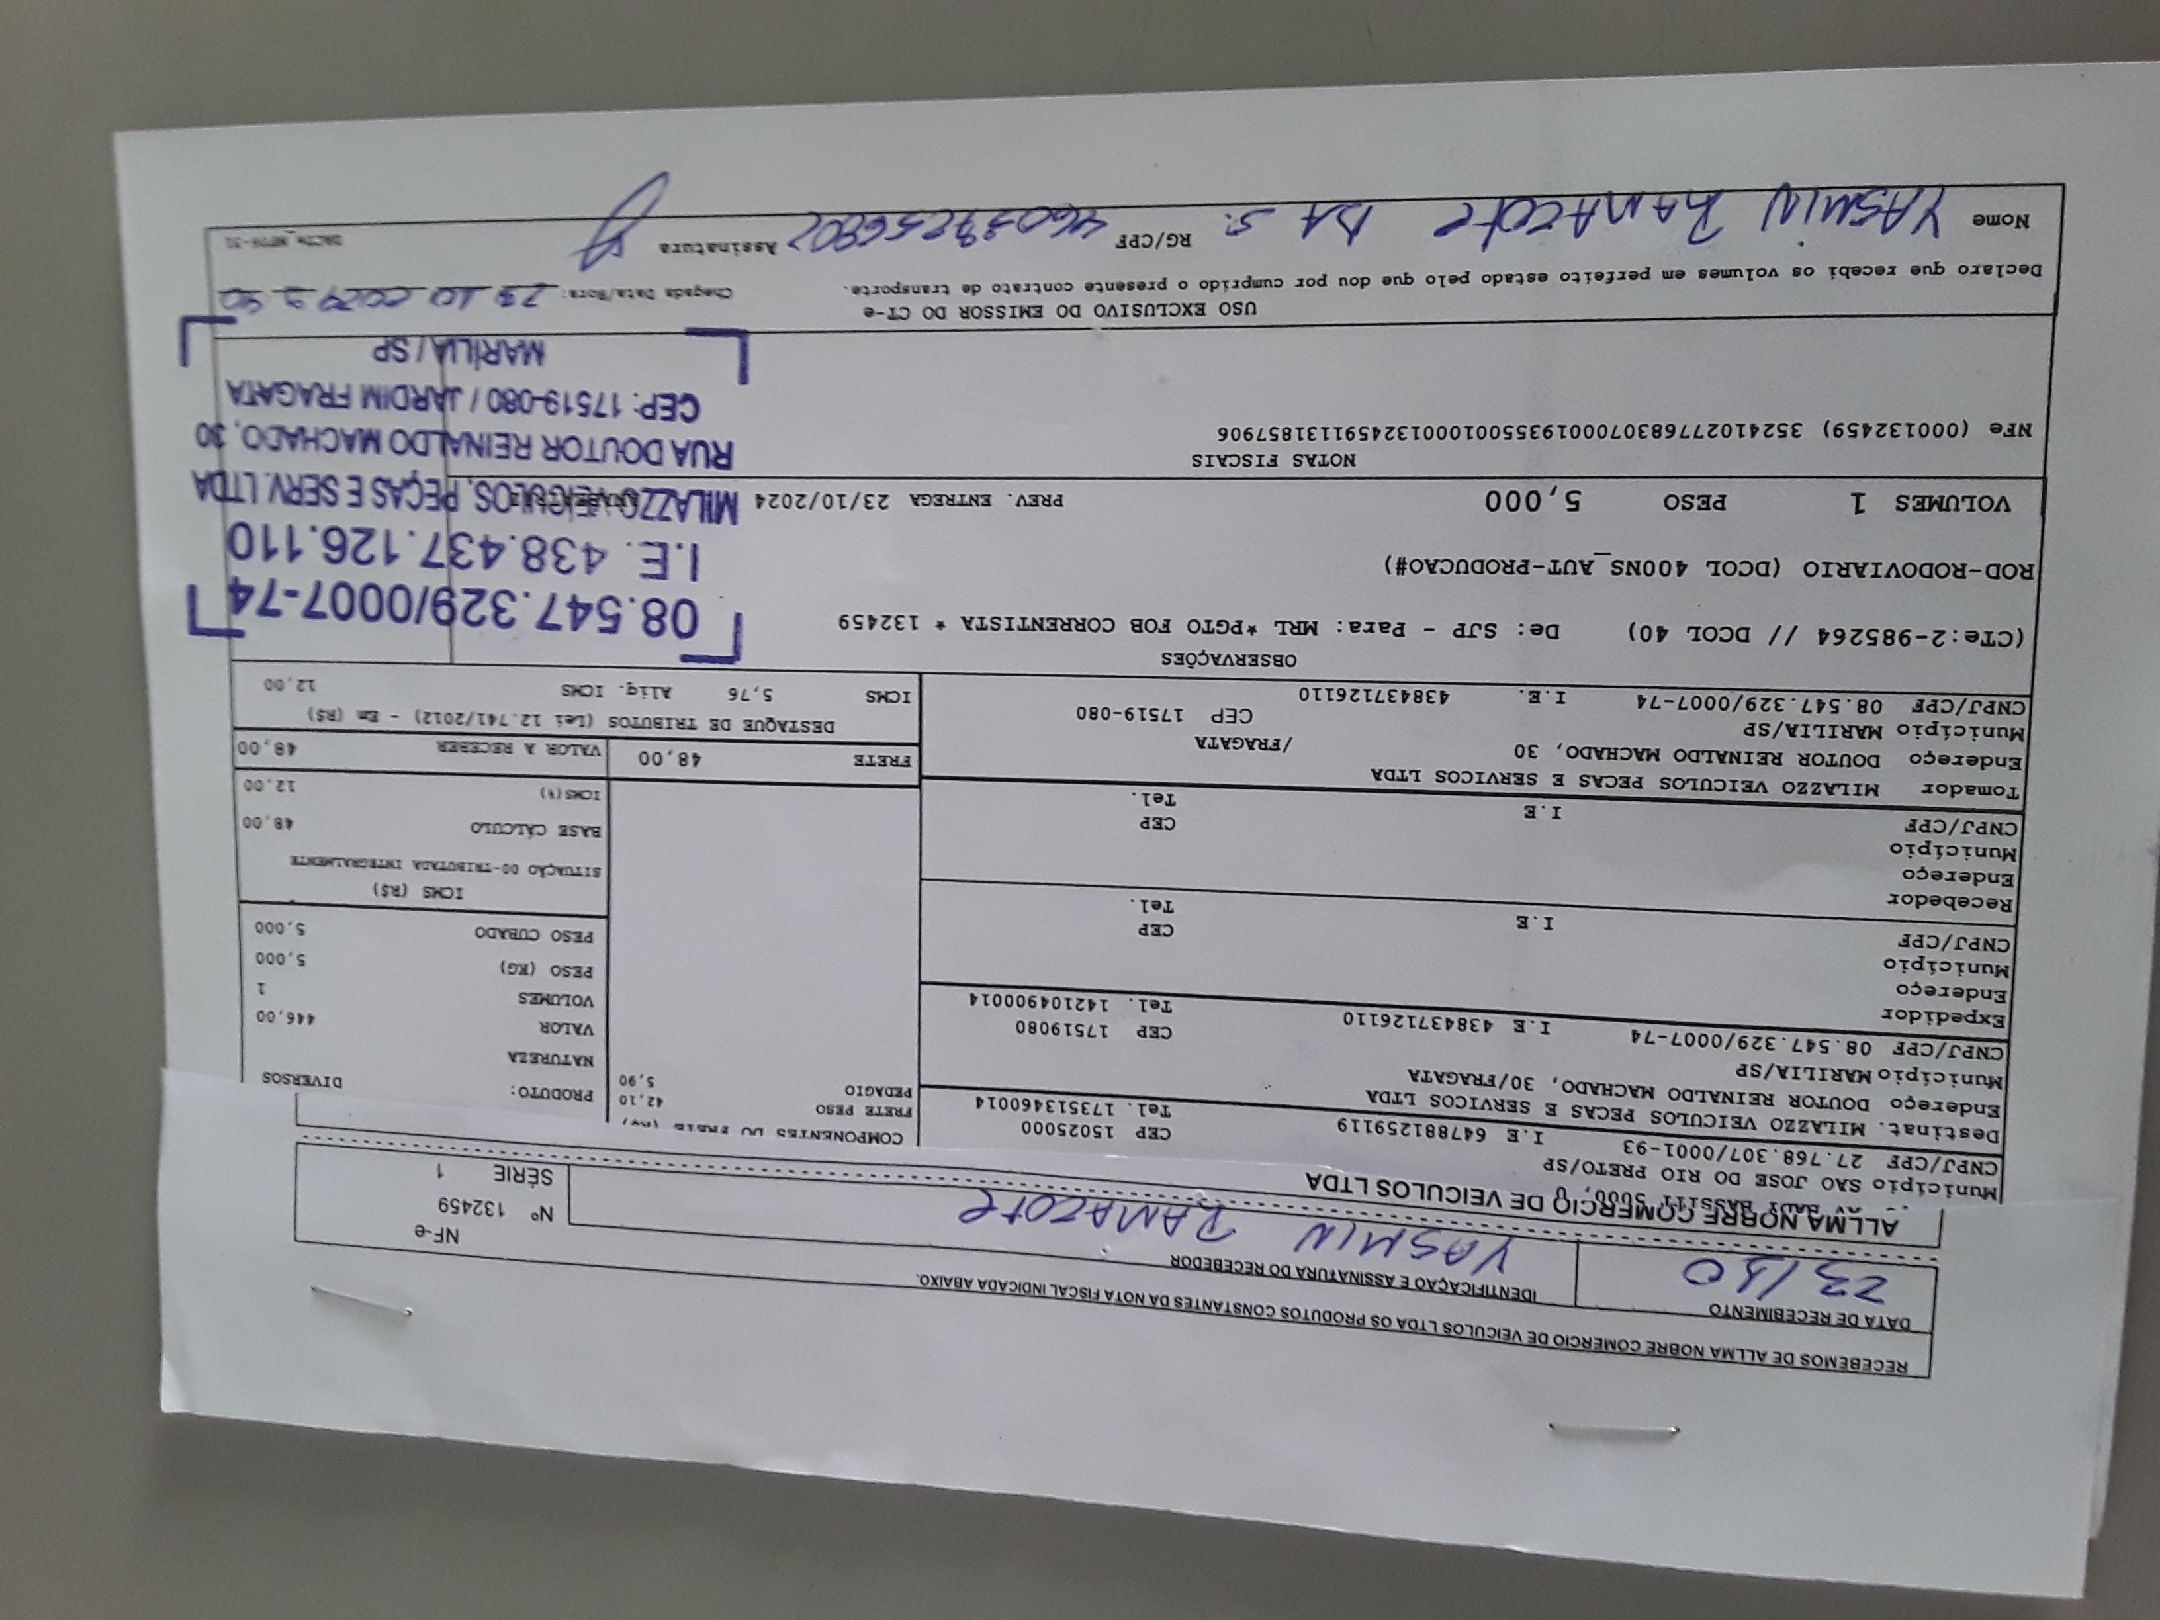 RECEBEMOS DE ALLMA NOBRE COMERCIO DE VEICULOS LTDA OS PRODUTOS CONSTANTES DA NOTA FISCAL INDICADA ABAIXO.
DATA DE RECEBIMENTO
23/10
IDENTIFICAÇÃO E ASSINATURA DO RECEBEDOR
YASMIN RAMAZOTE
NF-e
Nº 132459
SÉRIE 1
ALLMA NOBRE COMERCIO DE VEICULOS LTDA
Município SAO JOSE DO RIO PRETO/SP
CEP 15025000
CNPJ/CPF 27.768.307/0001-93 I.E 647881259119 Tel. 173513460014
Destinat. MILAZZO VEICULOS PECAS E SERVICOS LTDA
Endereço DOUTOR REINALDO MACHADO, 30/FRAGATA
Município MARILIA/SP CEP 17519080
CNPJ/CPF 08.547.329/0007-74 I.E 438437126110 Tel. 142104900014
Expedidor
Endereço
Município CEP
CNPJ/CPF I.E Tel.
Recebedor
Endereço
Município CEP
CNPJ/CPF I.E Tel.
Tomador MILAZZO VEICULOS PECAS E SERVICOS LTDA
Endereço DOUTOR REINALDO MACHADO, 30 /FRAGATA
Município MARILIA/SP CEP 17519-080
CNPJ/CPF 08.547.329/0007-74 I.E. 438437126110
COMPONENTES DO FRETE
FRETE PESO 42,10
PEDAGIO 5,90
PRODUTO: DIVERSOS
NATUREZA
VALOR 446,00
VOLUMES 1
PESO (KG) 5,000
PESO CUBADO 5,000
ICMS (R$)
SITUAÇÃO 00-TRIBUTADA INTEGRALMENTE
BASE CÁLCULO 48,00
ICMS(%) 12,00
FRETE 48,00
VALOR A RECEBER 48,00
DESTAQUE DE TRIBUTOS (Lei 12.741/2012) - Em (R$)
ICMS 5,76 Aliq. ICMS 12,00
OBSERVAÇÕES
(CTe:2-985264 // DCOL 40) De: SJP - Para: MRL *PGTO FOB CORRENTISTA * 132459
ROD-RODOVIARIO (DCOL 400NS_AUT-PRODUCAO#)
VOLUMES 1 PESO 5,000 PREV. ENTREGA 23/10/2024
08.547.329/0007-74
I.E. 438.437.126.110
MILAZZO VEÍCULOS, PEÇAS E SERV. LTDA
RUA DOUTOR REINALDO MACHADO, 30
CEP: 17519-080 / JARDIM FRAGATA
MARÍLIA / SP
NOTAS FISCAIS
NFe (000132459) 35241027768307000193550010001324591131857906
USO EXCLUSIVO DO EMISSOR DO CT-e
Declaro que recebi os volumes em perfeito estado pelo que dou por cumprido o presente contrato de transporte.
Chegada Data/Hora: 23 10
Nome YASMIN RAMAZOTE DA S. RG/CPF Assinatura